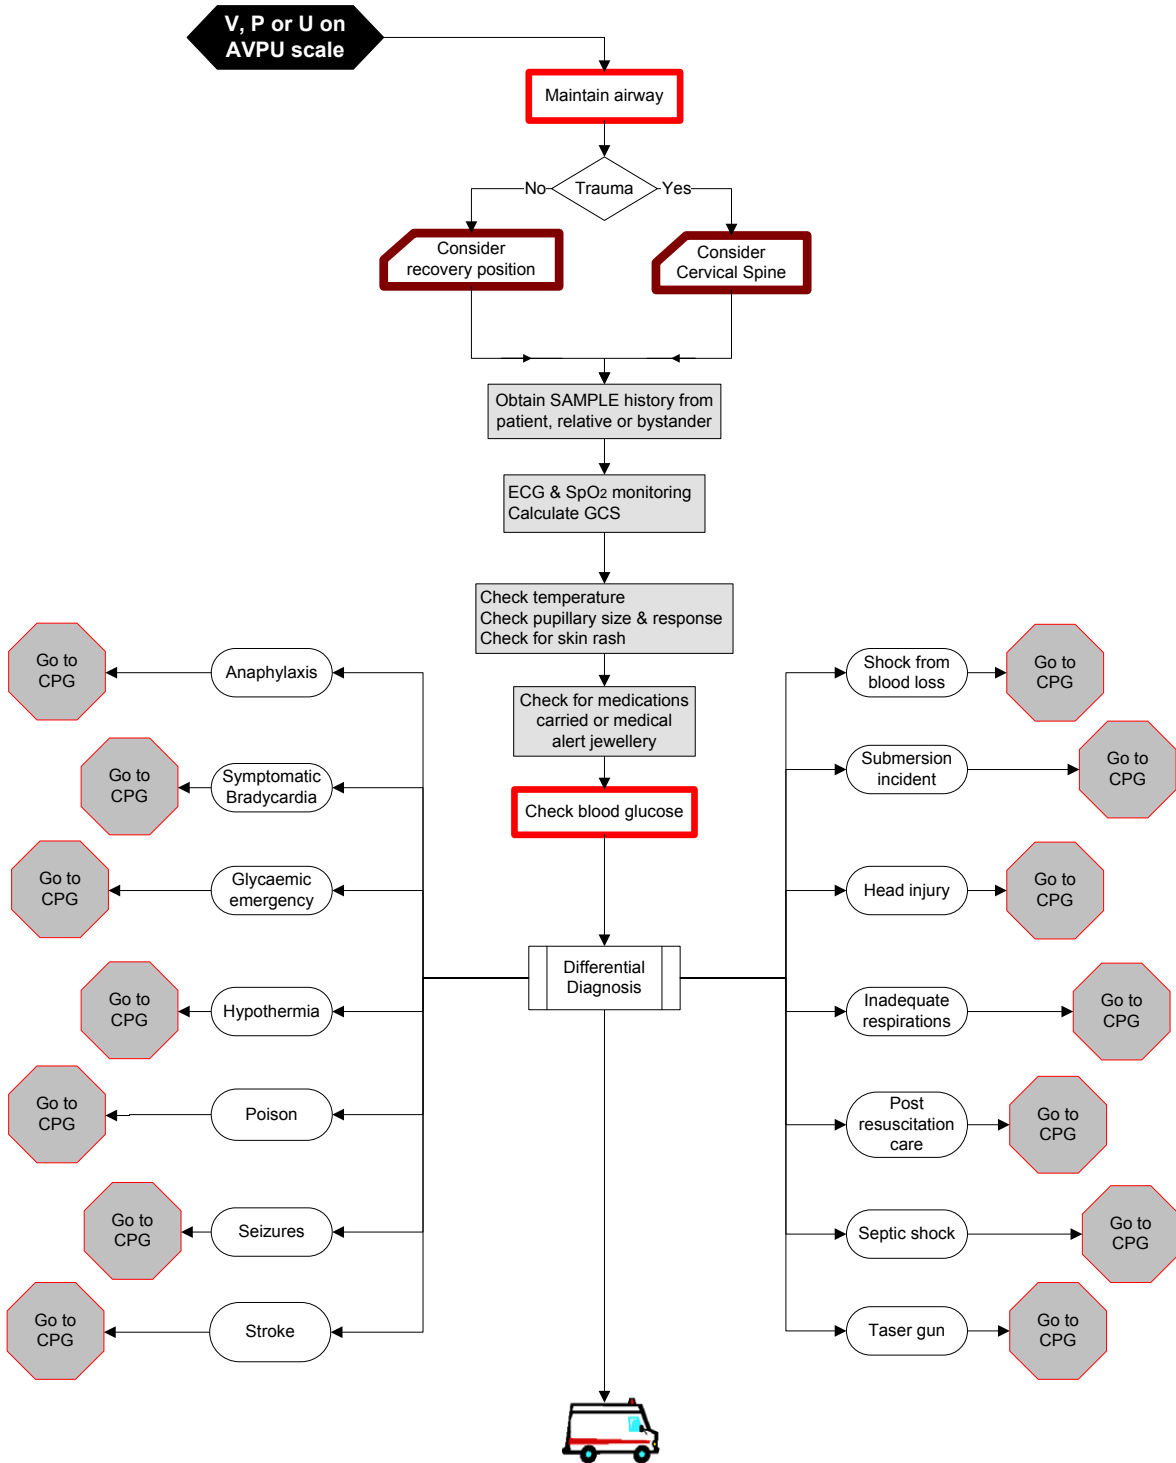 V, P or U on
AVPU scale
Maintain airway
No
Trauma
Yes
Consider
recovery position
Consider
Cervical Spine
Obtain SAMPLE history from
patient, relative or bystander
ECG & SpO2 monitoring
Calculate GCS
Check temperature
Check pupillary size & response
Check for skin rash
Check for medications
carried or medical
alert jewellery
Check blood glucose
Differential
Diagnosis
Go to
CPG
Anaphylaxis
Go to
CPG
Symptomatic
Bradycardia
Go to
CPG
Glycaemic
emergency
Go to
CPG
Hypothermia
Go to
CPG
Poison
Go to
CPG
Seizures
Go to
CPG
Stroke
Shock from
blood loss
Go to
CPG
Submersion
incident
Go to
CPG
Head injury
Go to
CPG
Inadequate
respirations
Go to
CPG
Post
resuscitation
care
Go to
CPG
Septic shock
Go to
CPG
Taser gun
Go to
CPG